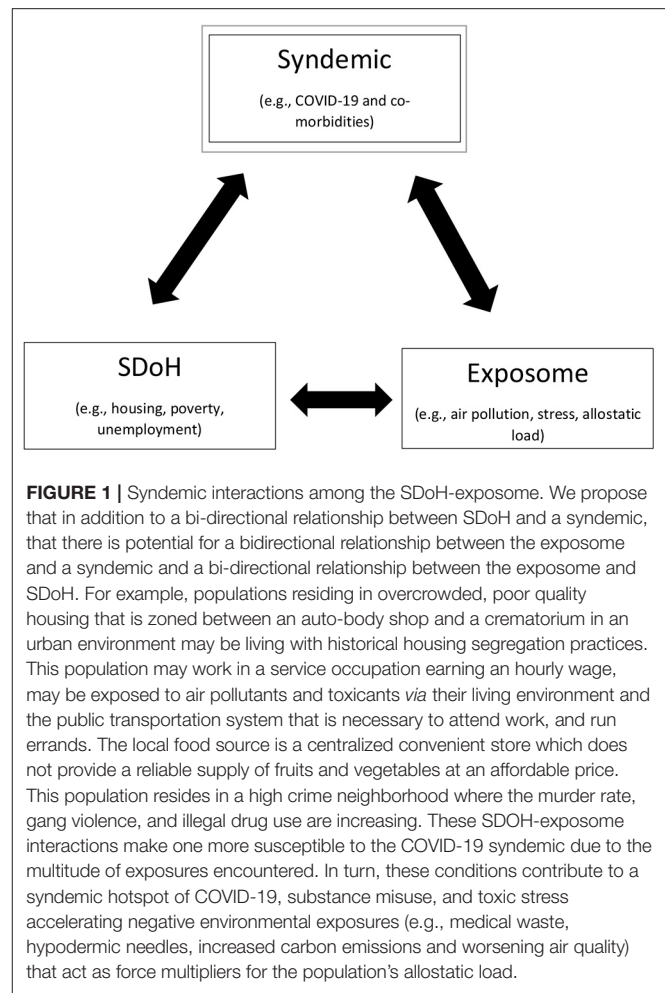 Syndemic
(e.g., COVID-19 and co-
morbidities)
SDoH
(e.g., housing, poverty,
unemployment)
Exposome
(e.g., air pollution, stress, allostatic
load)
FIGURE 1 | Syndemic interactions among the SDoH-exposome. We propose
that in addition to a bi-directional relationship between SDoH and a syndemic,
that there is potential for a bidirectional relationship between the exposome
and a syndemic and a bi-directional relationship between the exposome and
SDoH. For example, populations residing in overcrowded, poor quality
housing that is zoned between an auto-body shop and a crematorium in an
urban environment may be living with historical housing segregation practices.
This population may work in a service occupation earning an hourly wage,
may be exposed to air pollutants and toxicants via their living environment and
the public transportation system that is necessary to attend work, and run
errands. The local food source is a centralized convenient store which does
not provide a reliable supply of fruits and vegetables at an affordable price.
This population resides in a high crime neighborhood where the murder rate,
gang violence, and illegal drug use are increasing. These SDOH-exposome
interactions make one more susceptible to the COVID-19 syndemic due to the
multitude of exposures encountered. In turn, these conditions contribute to a
syndemic hotspot of COVID-19, substance misuse, and toxic stress
accelerating negative environmental exposures (e.g., medical waste,
hypodermic needles, increased carbon emissions and worsening air quality)
that act as force multipliers for the population's allostatic load.